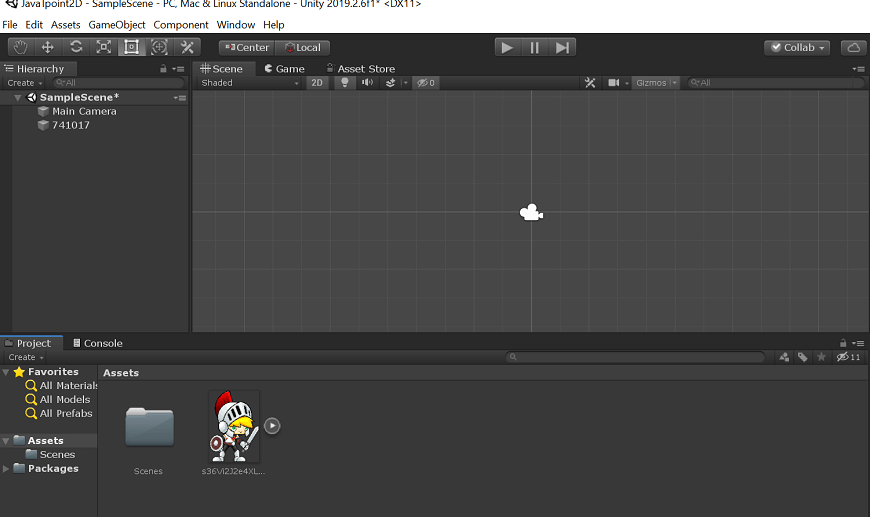 JavaTpoint2D - SampleScene - PC, Mac & Linux Standalone - Unity 2019.2.6f1* <DX11>
File Edit Assets GameObject Component Window Help
Center Local Collab
Hierarchy Scene Game Asset Store
Create All Shaded 2D 0 Gizmos All
SampleScene*
Main Camera
741017
Project Console
Create 11
Favorites Assets
All Materials
All Models
All Prefabs
Assets
Scenes
Packages
Scenes s36Vi2J2e4XL...